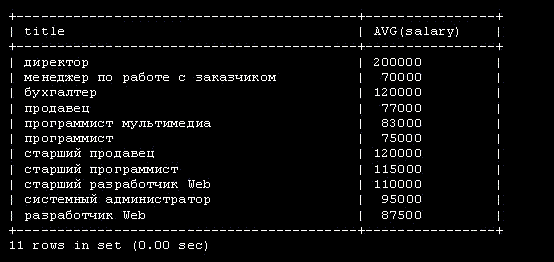 +------------------------------------------+----------------+
| title | AVG(salary) |
+------------------------------------------+----------------+
| директор | 200000 |
| менеджер по работе с заказчиком | 70000 |
| бухгалтер | 120000 |
| продавец | 77000 |
| программист мультимедиа | 83000 |
| программист | 75000 |
| старший продавец | 120000 |
| старший программист | 115000 |
| старший разработчик Web | 110000 |
| системный администратор | 95000 |
| разработчик Web | 87500 |
+------------------------------------------+----------------+
11 rows in set (0.00 sec)